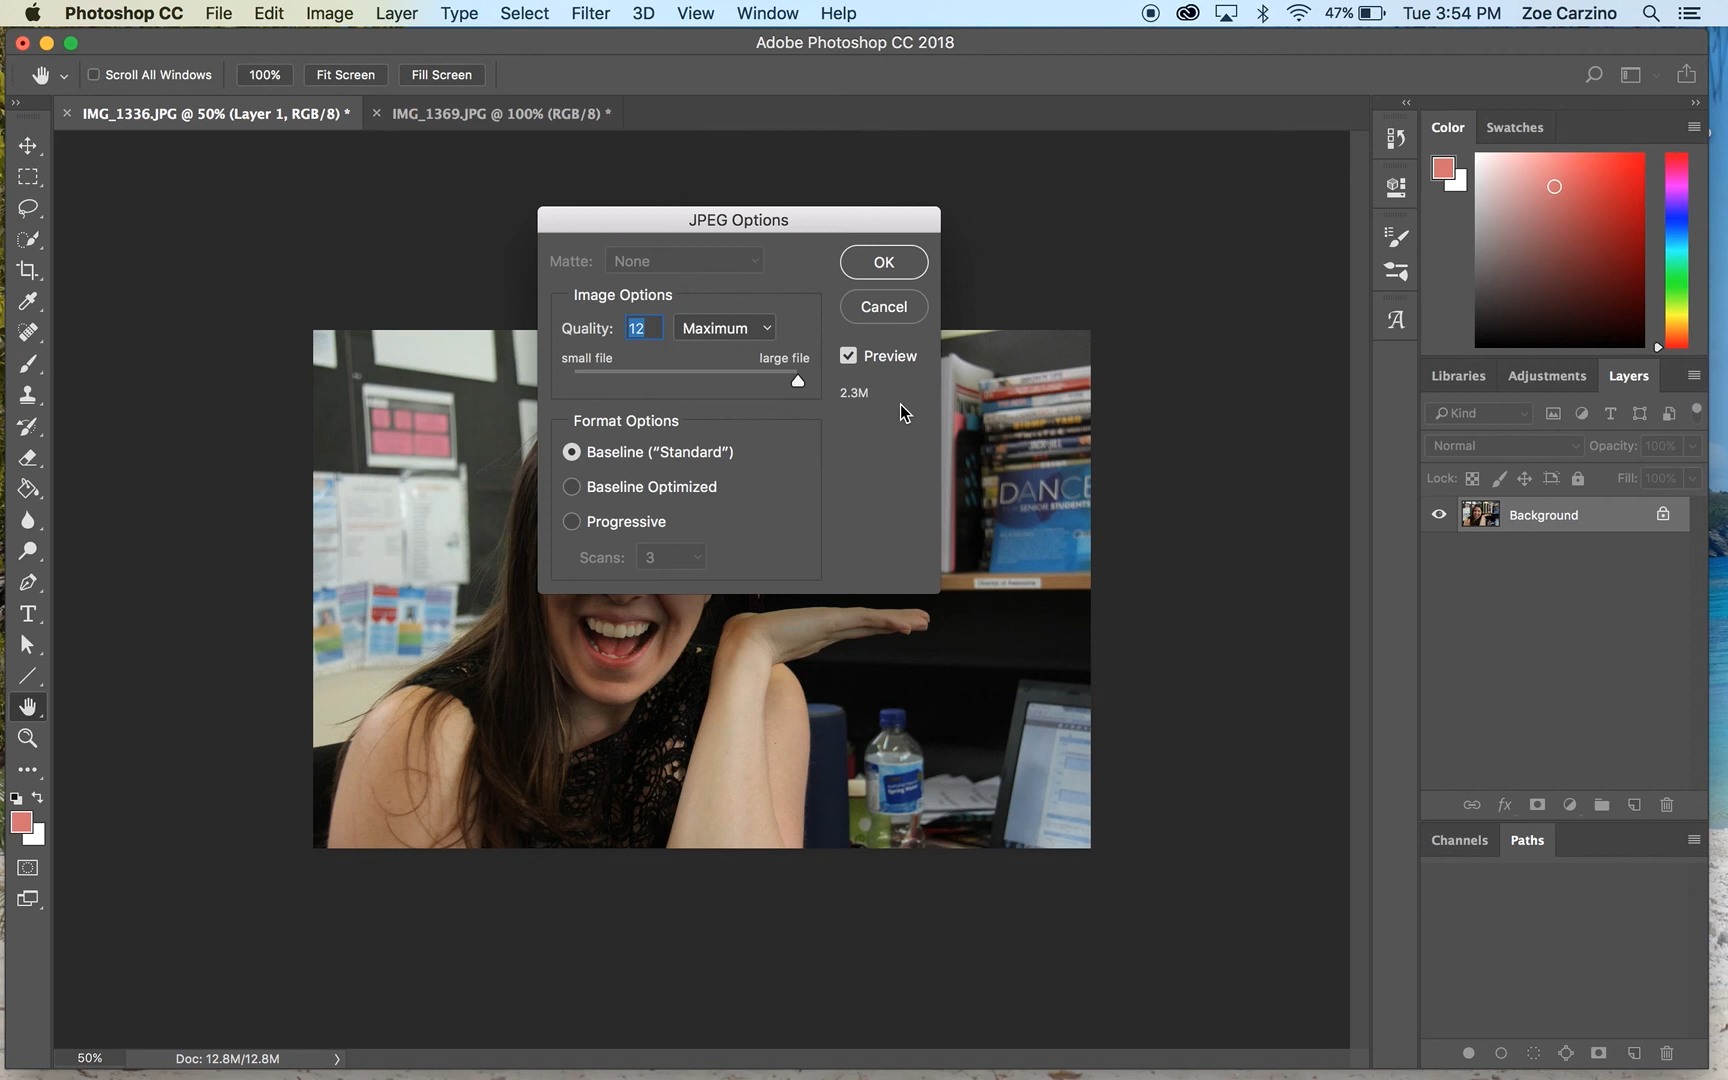 Photoshop CC File Edit Image Layer Type Select Filter 3D View Window Help 47% Tue 3:54 PM Zoe Carzino
Adobe Photoshop CC 2018
Scroll All Windows 100% Fit Screen Fill Screen
IMG_1336.JPG @ 50% (Layer 1, RGB/8) * IMG_1369.JPG @ 100% (RGB/8) *
Color Swatches
JPEG Options
Matte: None OK
Image Options
Cancel
Quality: 12 Maximum
small file large file
Preview
2.3M
Format Options
Baseline (“Standard”)
Baseline Optimized
Progressive
Scans: 3
Libraries Adjustments Layers
Kind
Normal Opacity: 100%
Lock: Fill: 100%
Background
DANCE
SENIOR STUDENTS
Channels Paths
50% Doc: 12.8M/12.8M